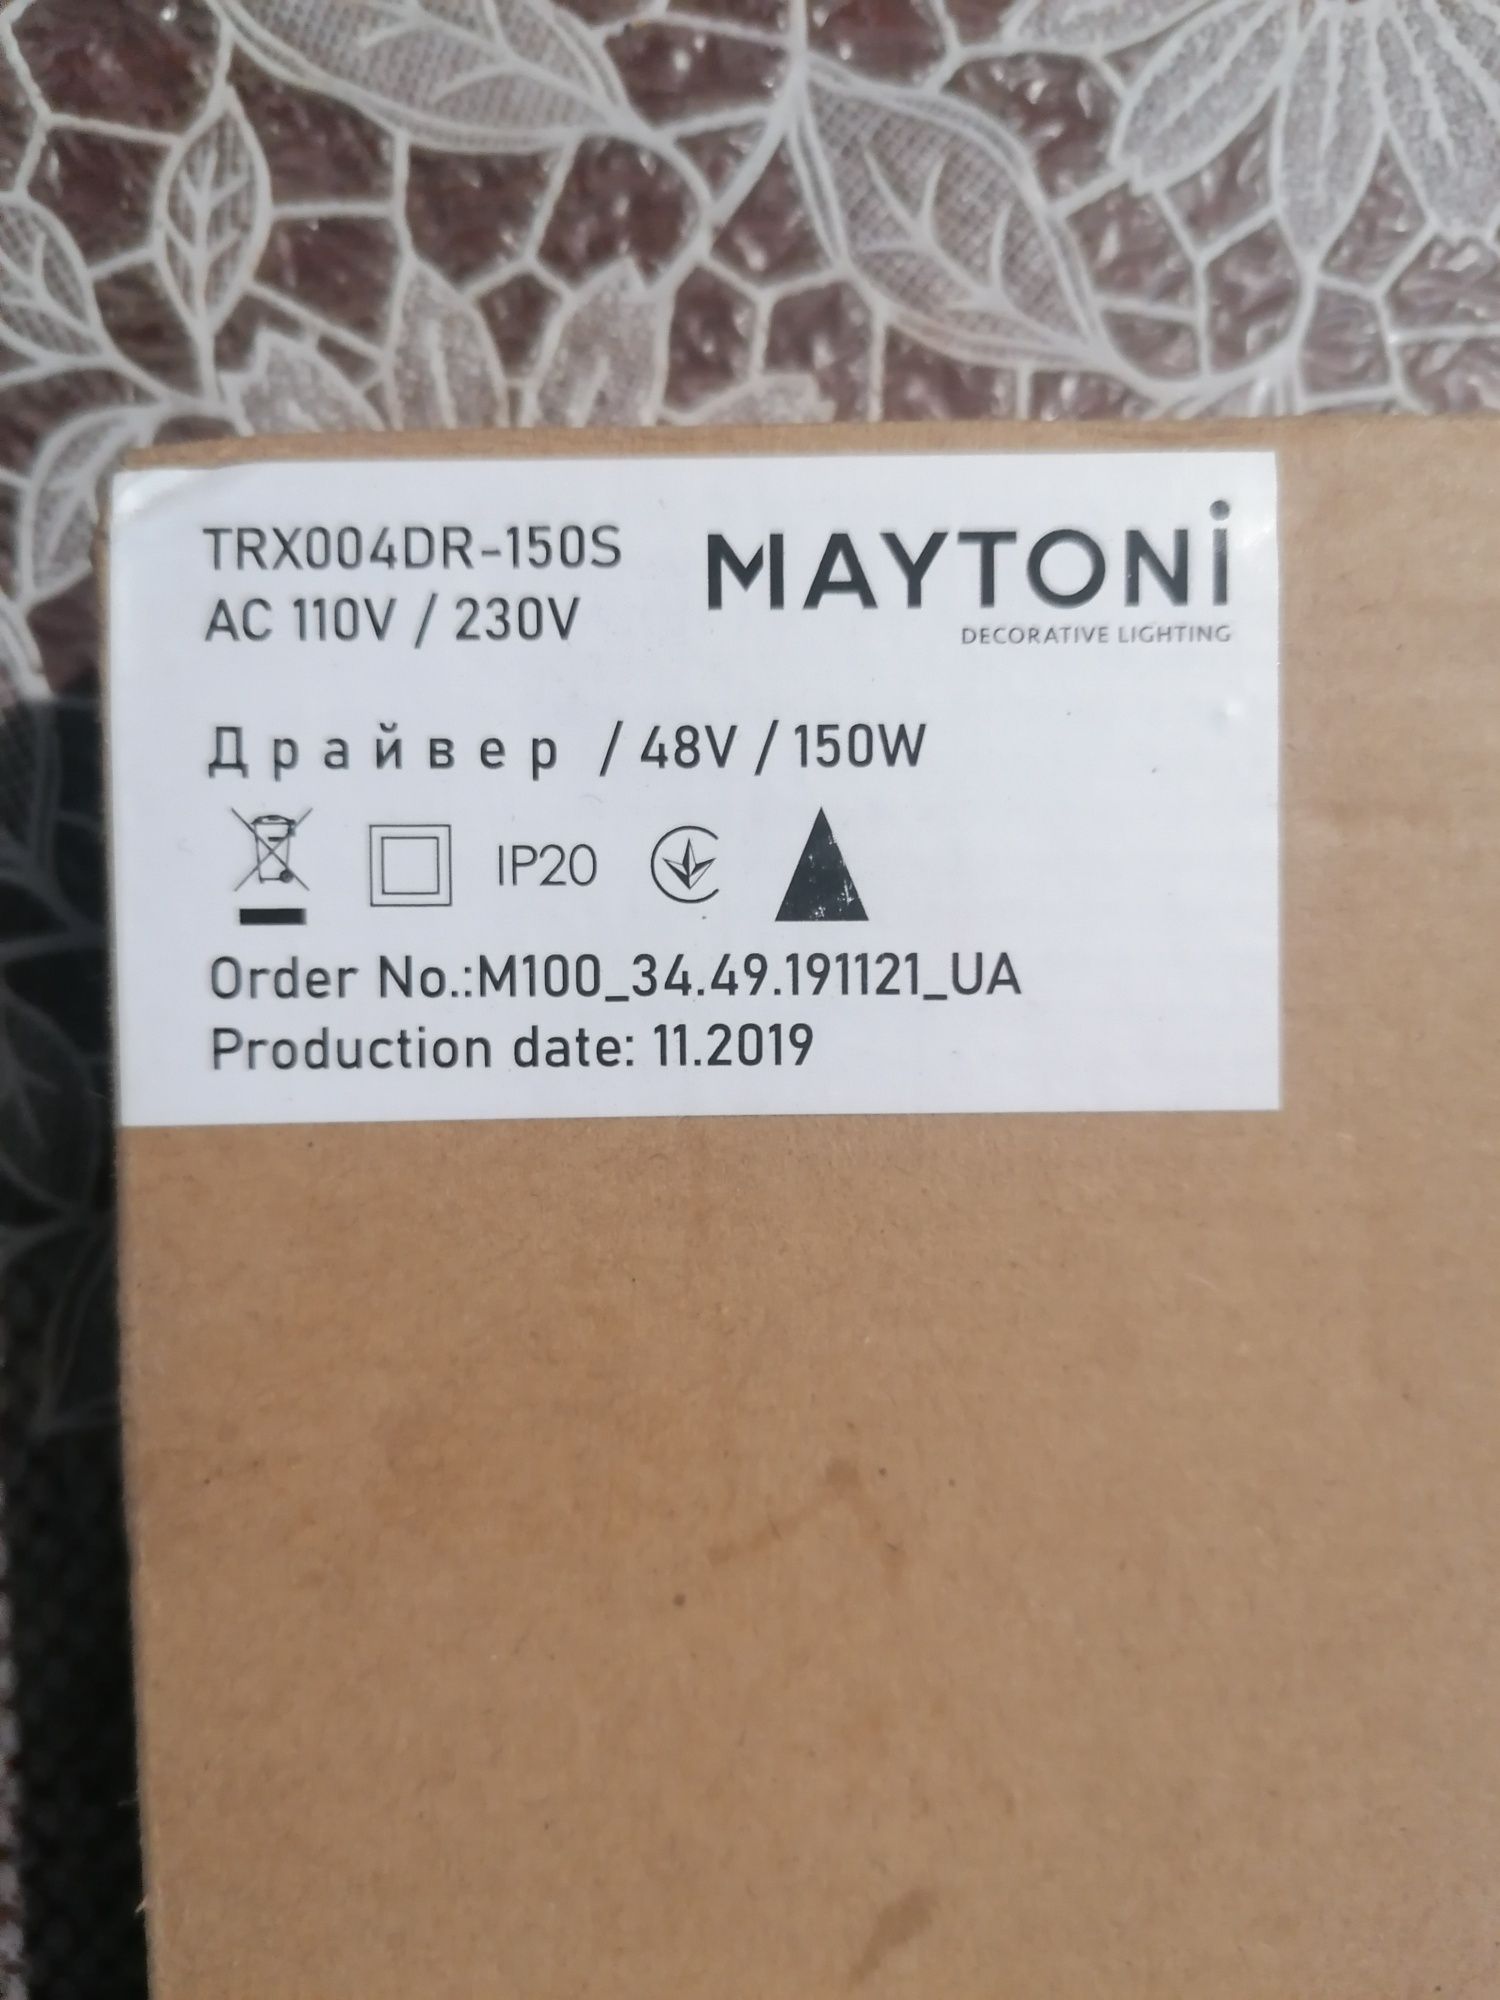 TRX004DR-150S
AC 110V / 230V
MAYTONi
DECORATIVE LIGHTING
Драйвер / 48V / 150W
IP20
Order No.:M100_34.49.191121_UA
Production date: 11.2019